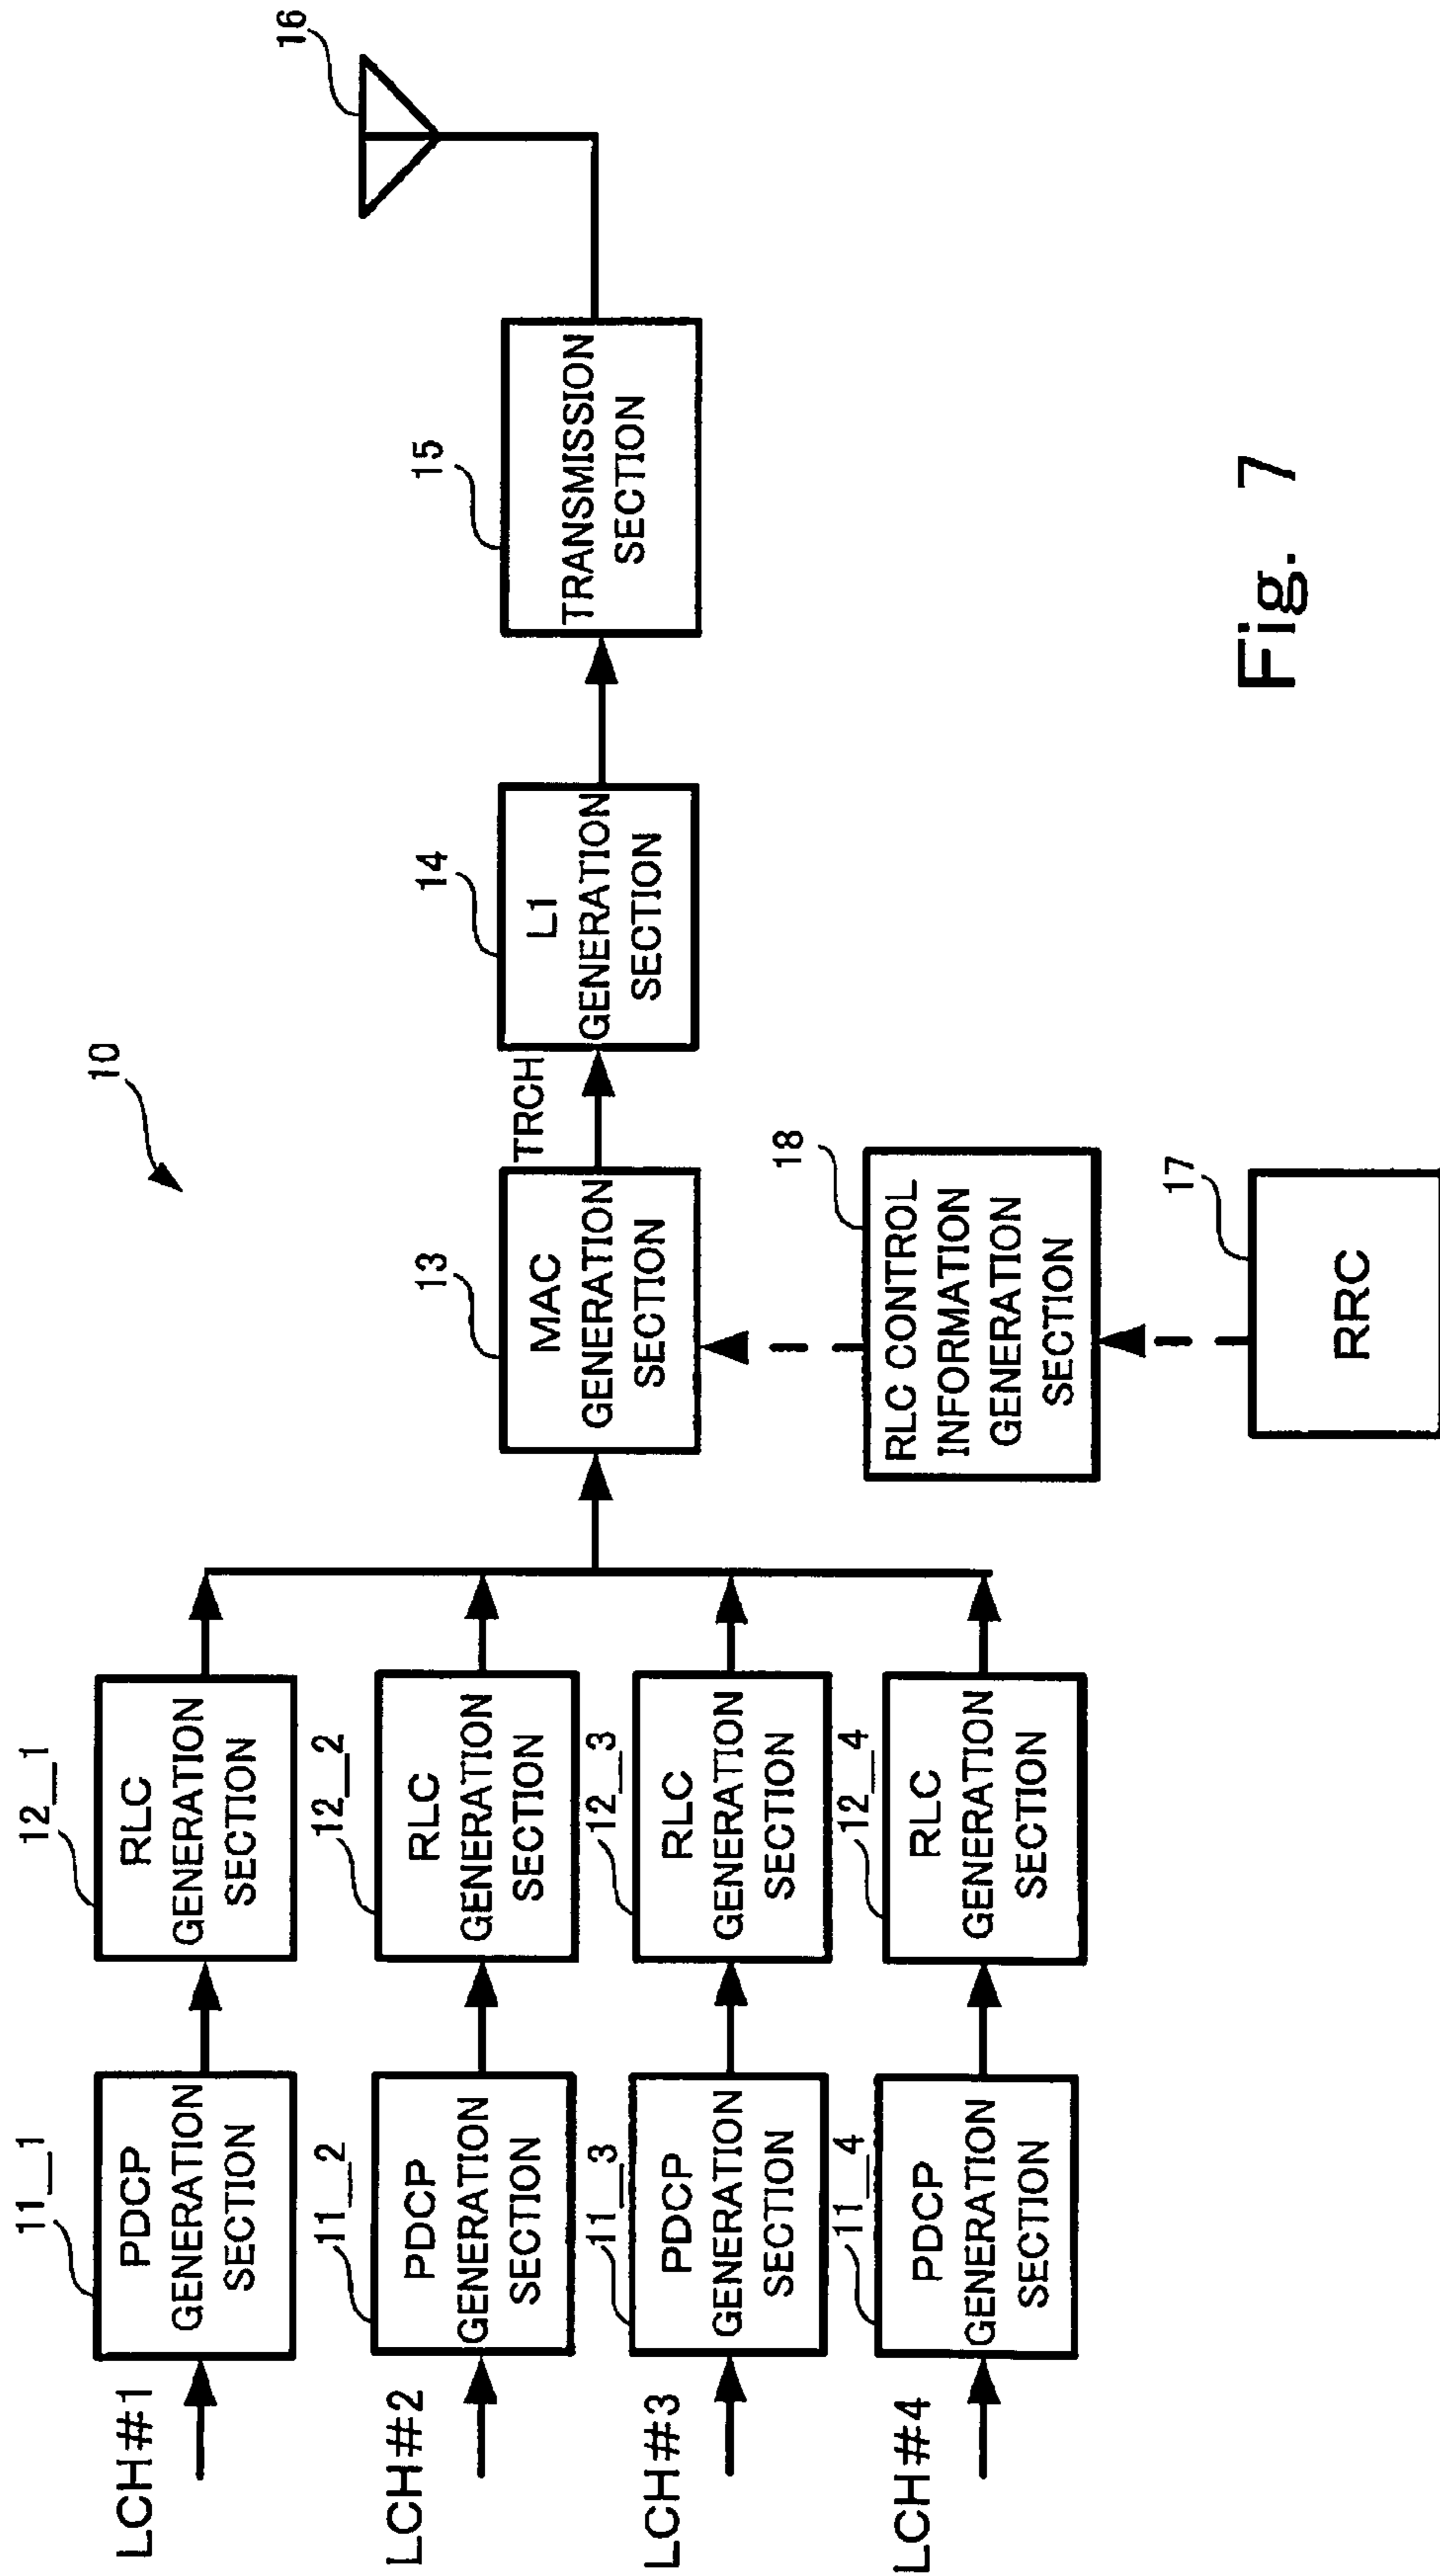 10
16
11_1
12_1
LCH#1
PDCP
GENERATION
SECTION
RLC
GENERATION
SECTION
11_2
12_2
LCH#2
PDCP
GENERATION
SECTION
RLC
GENERATION
SECTION
13
14
15
MAC
GENERATION
SECTION
TRCH
L1
GENERATION
SECTION
TRANSMISSION
SECTION
11_3
12_3
LCH#3
PDCP
GENERATION
SECTION
RLC
GENERATION
SECTION
18
RLC CONTROL
INFORMATION
GENERATION
SECTION
11_4
12_4
LCH#4
PDCP
GENERATION
SECTION
RLC
GENERATION
SECTION
17
RRC
Fig. 7